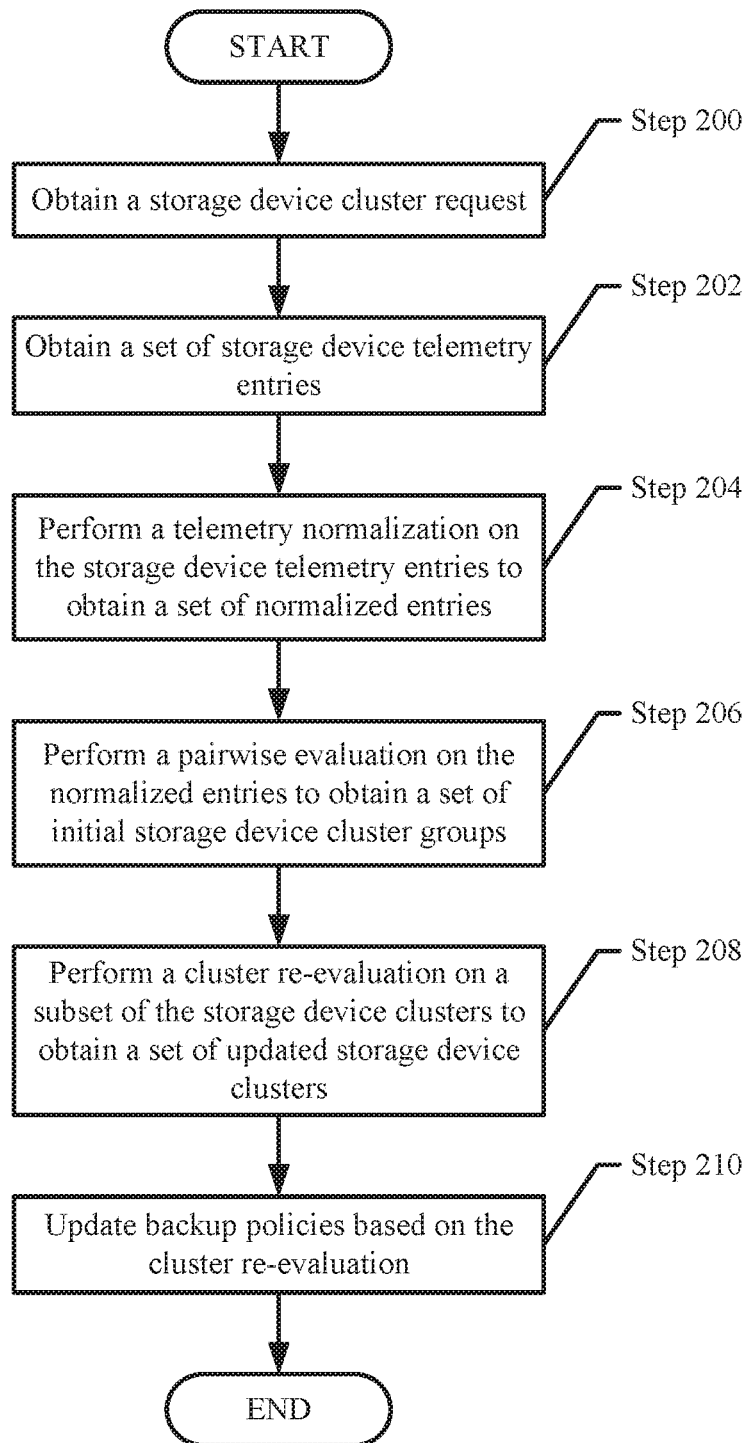 START
Step 200
Obtain a storage device cluster request
Step 202
Obtain a set of storage device telemetry
entries
Step 204
Perform a telemetry normalization on
the storage device telemetry entries to
obtain a set of normalized entries
Step 206
Perform a pairwise evaluation on the
normalized entries to obtain a set of
initial storage device cluster groups
Step 208
Perform a cluster re-evaluation on a
subset of the storage device clusters to
obtain a set of updated storage device
clusters
Step 210
Update backup policies based on the
cluster re-evaluation
END